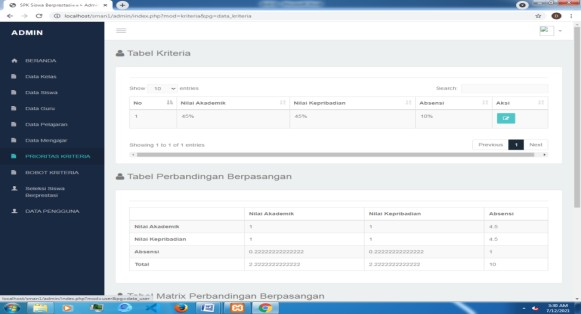 SPK Siswa Berprestasi
localhost/sman1/admin/index.php?mod=kriteria&pg=data_kriteria
ADMIN
BERANDA
Data Kelas
Data Siswa
Data Guru
Data Pelajaran
Data Mengajar
PRIORITAS KRITERIA
BOBOT KRITERIA
Seleksi Siswa
Berprestasi
DATA PENGGUNA
Tabel Kriteria
Show 10 entries Search:
No Nilai Akademik Nilai Kepribadian Absensi Aksi
1 45% 45% 10%
Showing 1 to 1 of 1 entries
Previous 1 Next
Tabel Perbandingan Berpasangan
Nilai Akademik Nilai Kepribadian Absensi
Nilai Akademik 1 1 4.5
Nilai Kepribadian 1 1 4.5
Absensi 0.22222222222222 0.22222222222222 1
Total 2.2222222222222 2.2222222222222 10
Tabel Matrix Perbandingan Berpasangan
localhost/sman1/admin/index.php?mod=user&pg=data_user
5:30 AM
7/12/2021